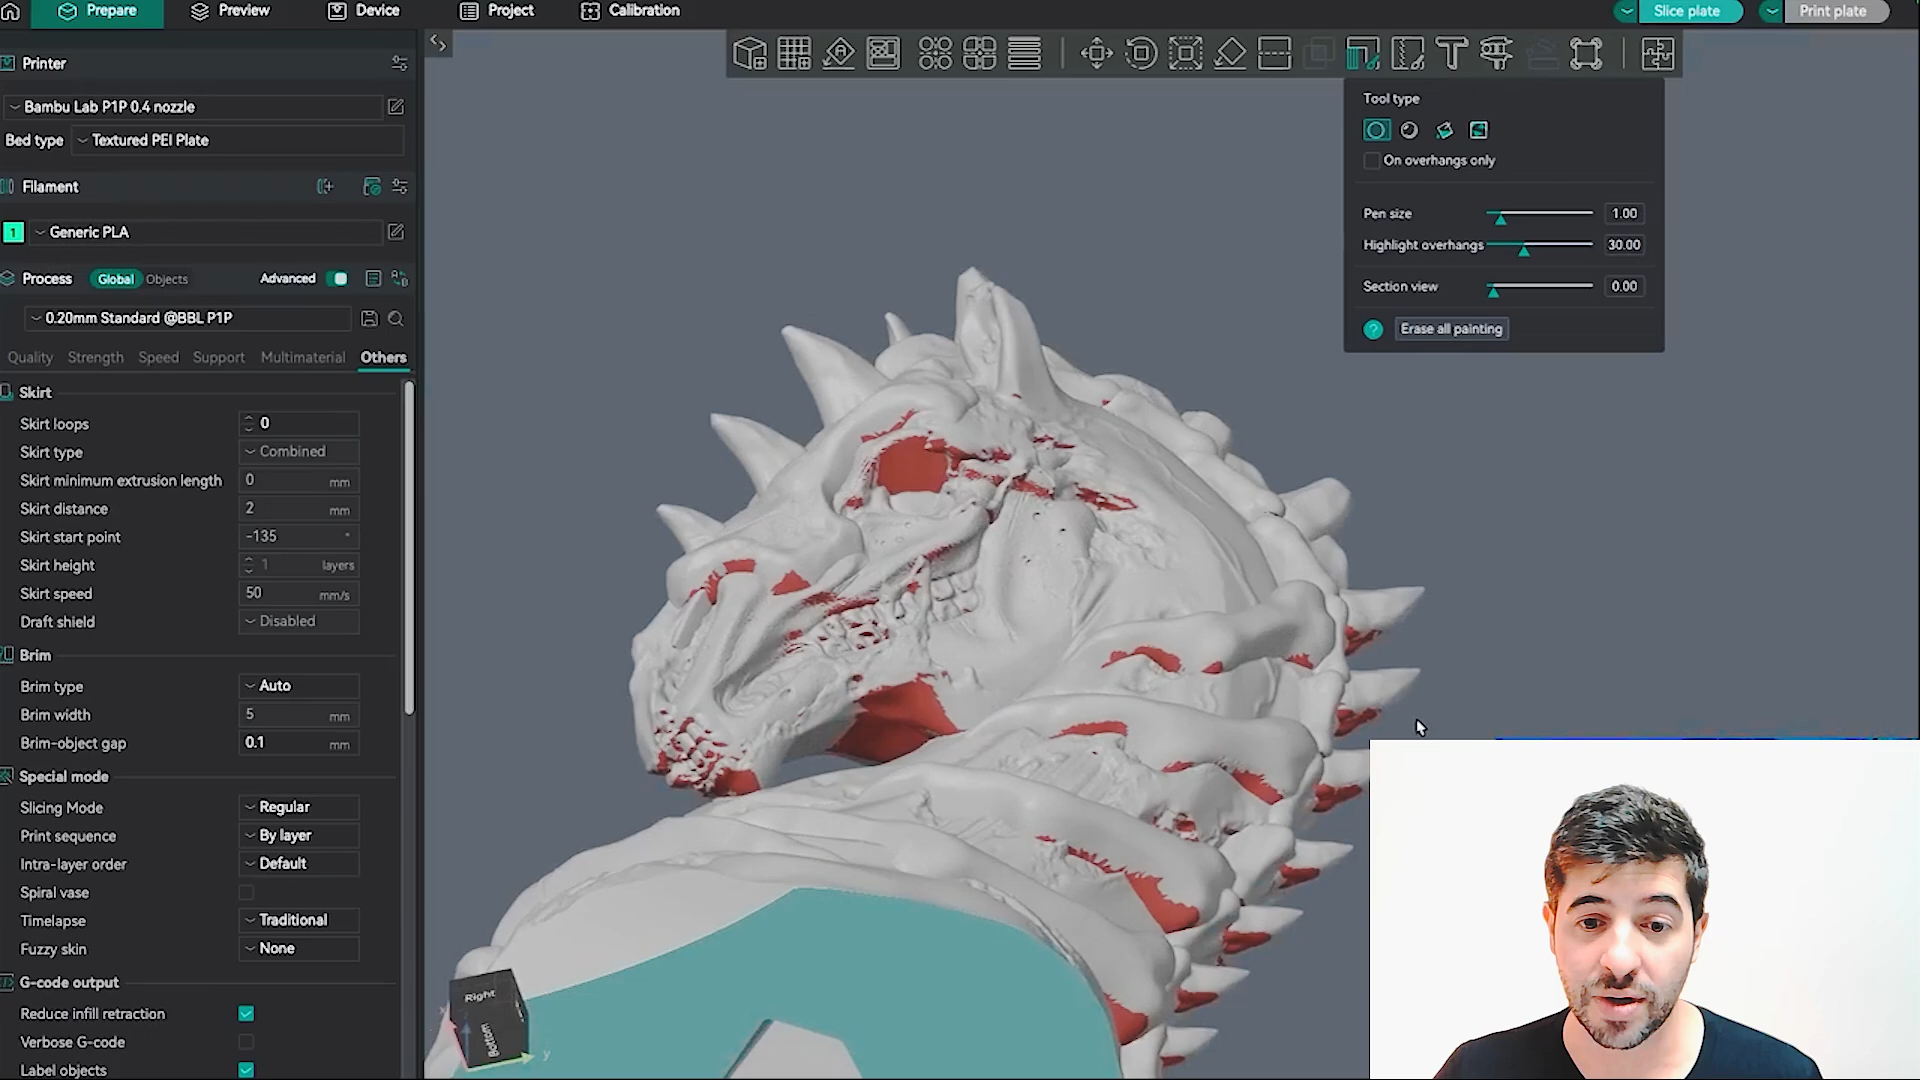 Prepare
Preview
Device
Project
Calibration
Slice plate
Print plate
Printer
Bambu Lab P1P 0.4 nozzle
Bed type
Textured PEI Plate
Filament
1
Generic PLA
Process
Global
Objects
Advanced
0.20mm Standard @BBL P1P
Quality
Strength
Speed
Support
Multimaterial
Others
Skirt
Skirt loops
0
Skirt type
Combined
Skirt minimum extrusion length
0 mm
Skirt distance
2 mm
Skirt start point
-135 °
Skirt height
1 layers
Skirt speed
50 mm/s
Draft shield
Disabled
Brim
Brim type
Auto
Brim width
5 mm
Brim-object gap
0.1 mm
Special mode
Slicing Mode
Regular
Print sequence
By layer
Intra-layer order
Default
Spiral vase
Timelapse
Traditional
Fuzzy skin
None
G-code output
Reduce infill retraction
Verbose G-code
Label objects
Tool type
On overhangs only
Pen size
1.00
Highlight overhangs
30.00
Section view
0.00
?
Erase all painting
Right
Bottom
y